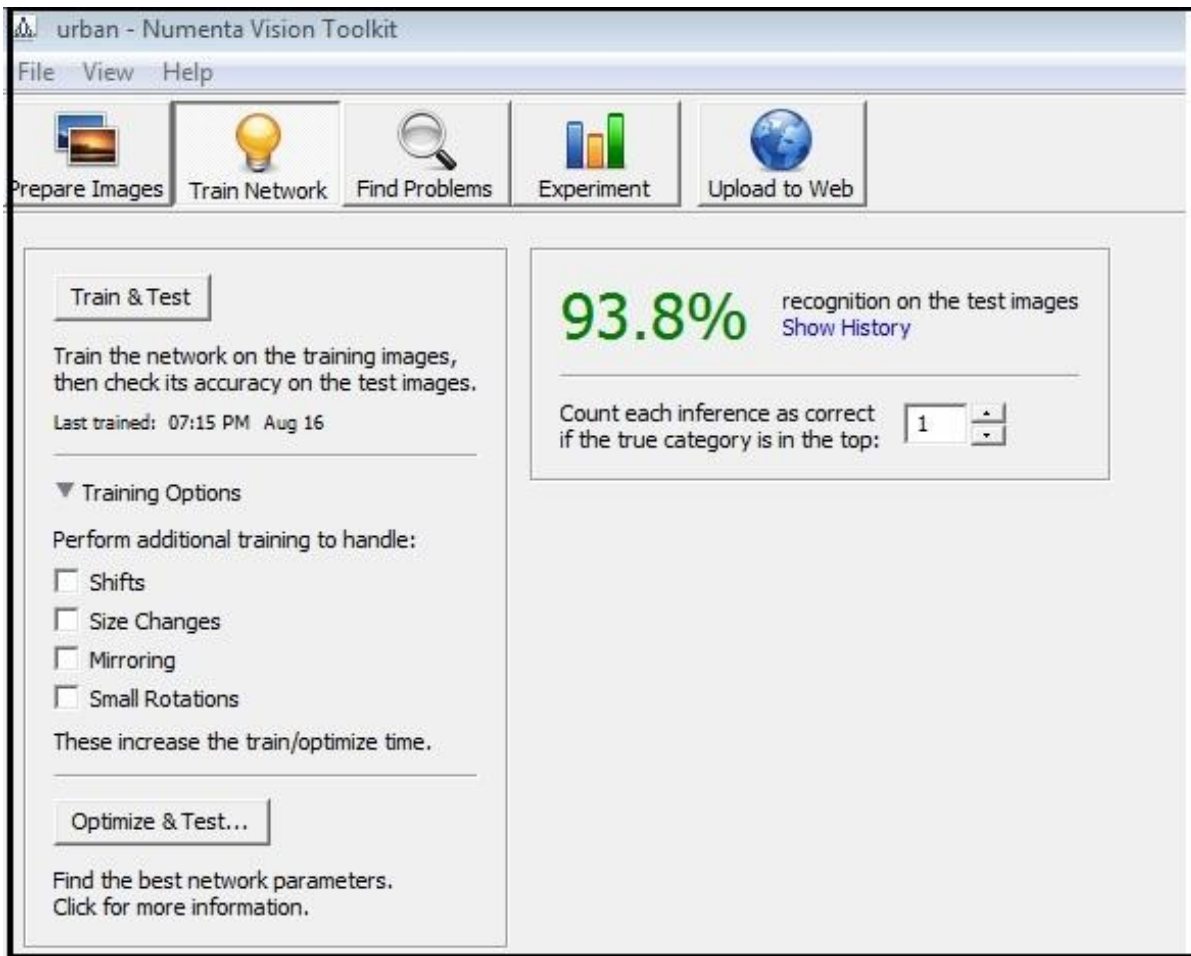 urban - Numenta Vision Toolkit
File View Help
Prepare Images Train Network Find Problems Experiment Upload to Web
Train & Test
Train the network on the training images,
then check its accuracy on the test images.
Last trained: 07:15 PM Aug 16
Training Options
Perform additional training to handle:
Shifts
Size Changes
Mirroring
Small Rotations
These increase the train/optimize time.
Optimize & Test...
Find the best network parameters.
Click for more information.
93.8%
recognition on the test images
Show History
Count each inference as correct
if the true category is in the top:
1